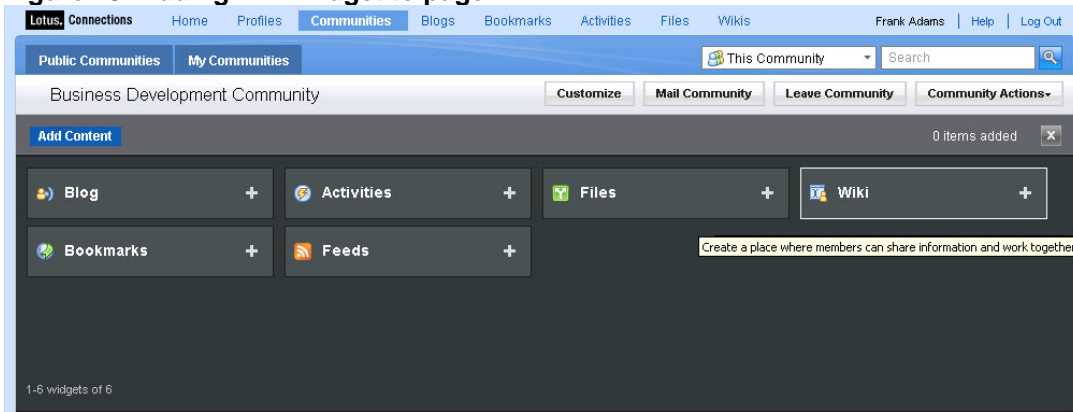 Lotus. Connections Home Profiles Communities Blogs Bookmarks Activities Files Wikis Frank Adams | Help | Log Out
Public Communities My Communities This Community Search
Business Development Community Customize Mail Community Leave Community Community Actions
Add Content 0 items added
Blog + Activities + Files + Wiki +
Bookmarks + Feeds +
Create a place where members can share information and work togethe
1-6 widgets of 6